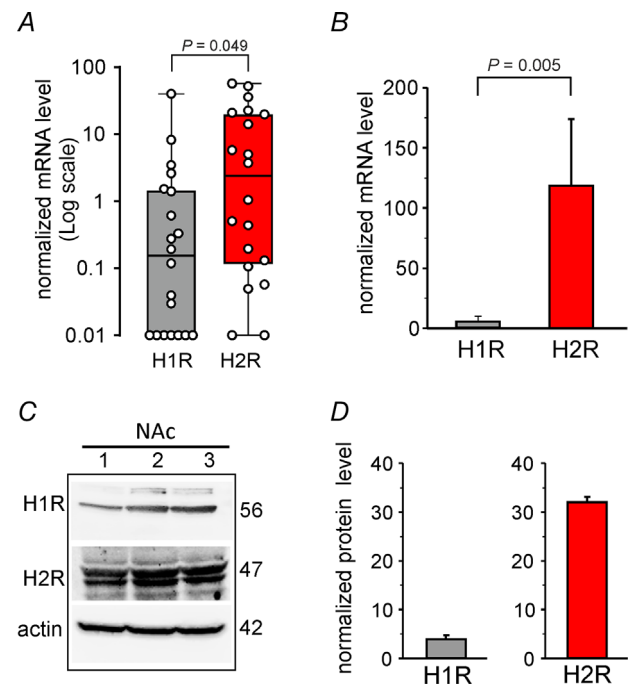 A
P = 0.049
normalized mRNA level
(Log scale)
100
10
1
0.1
0.01
H1R
H2R
B
P = 0.005
normalized mRNA level
200
150
100
50
0
H1R
H2R
C
NAc
1 2 3
H1R
56
H2R
47
actin
42
D
normalized protein level
40
30
20
10
0
H1R
40
30
20
10
0
H2R